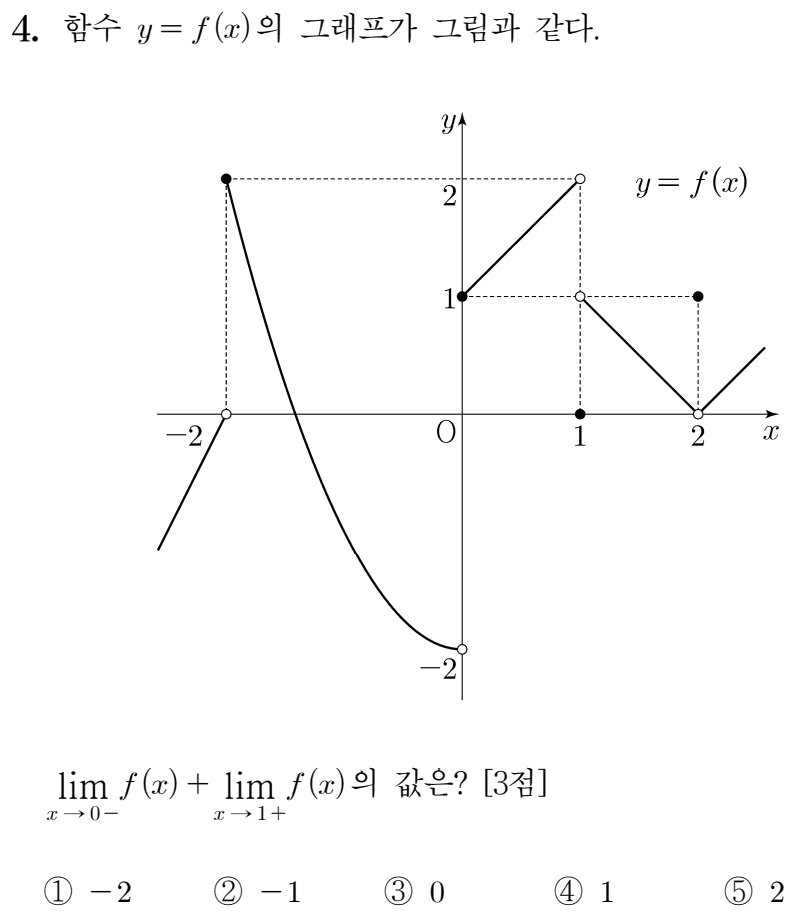 4. 함수 y = f(x)의 그래프가 그림과 같다.
y
2
y = f(x)
1
-2
O
1
2
x
-2
lim f(x) + lim f(x)의 값은? [3점]
x→0- x→1+
① -2 ② -1 ③ 0 ④ 1 ⑤ 2